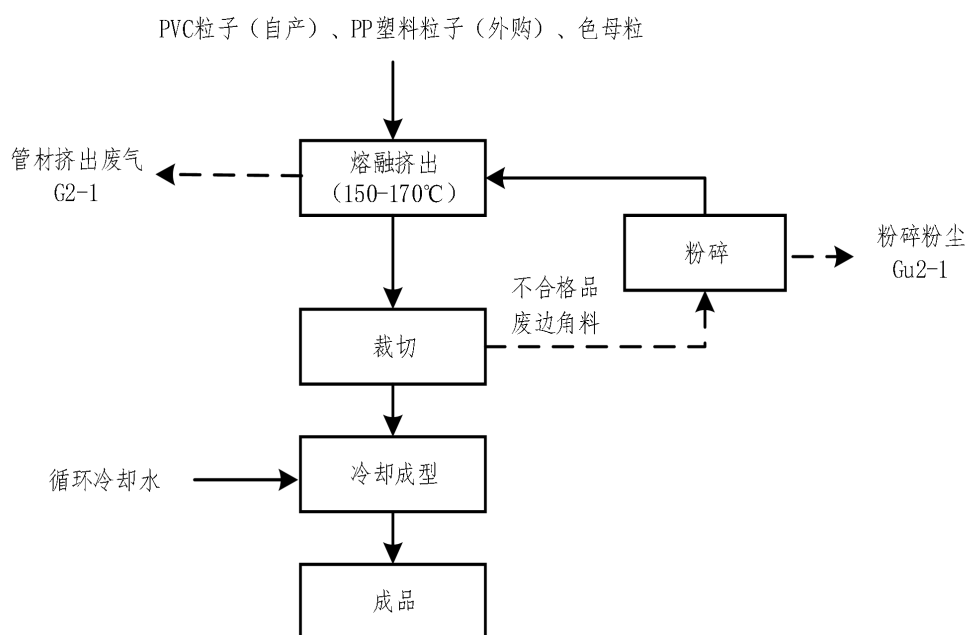 PVC粒子（自产）、PP塑料粒子（外购）、色母粒
管材挤出废气
G2-1
熔融挤出
（150-170℃）
粉碎
粉碎粉尘
Gu2-1
不合格品
废边角料
裁切
循环冷却水
冷却成型
成品